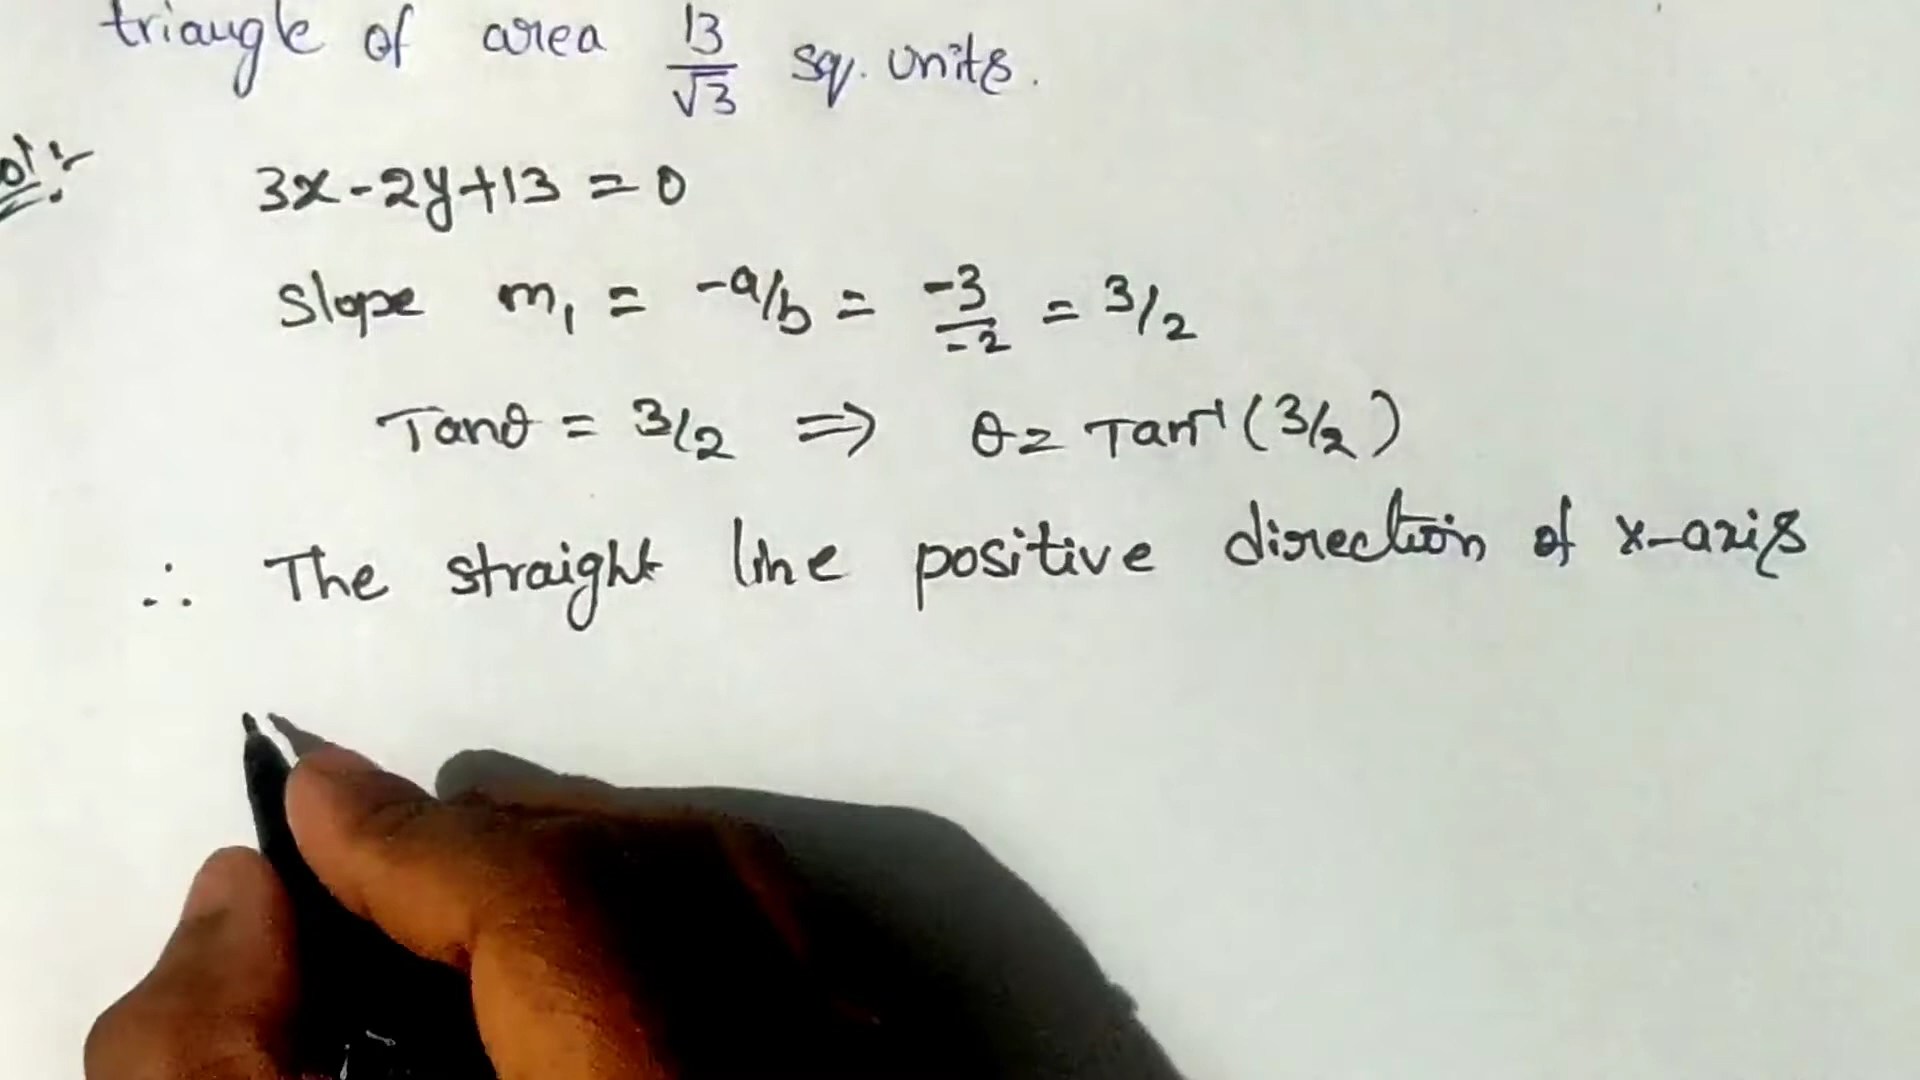 triangle of area 13/√3 sq. units.
3x-2y+13 = 0
Slope m₁ = -a/b = -3/-2 = 3/2
Tanθ = 3/2 ⇒ θ = Tan⁻¹(3/2)
∴ The straight line positive direction of x-axis